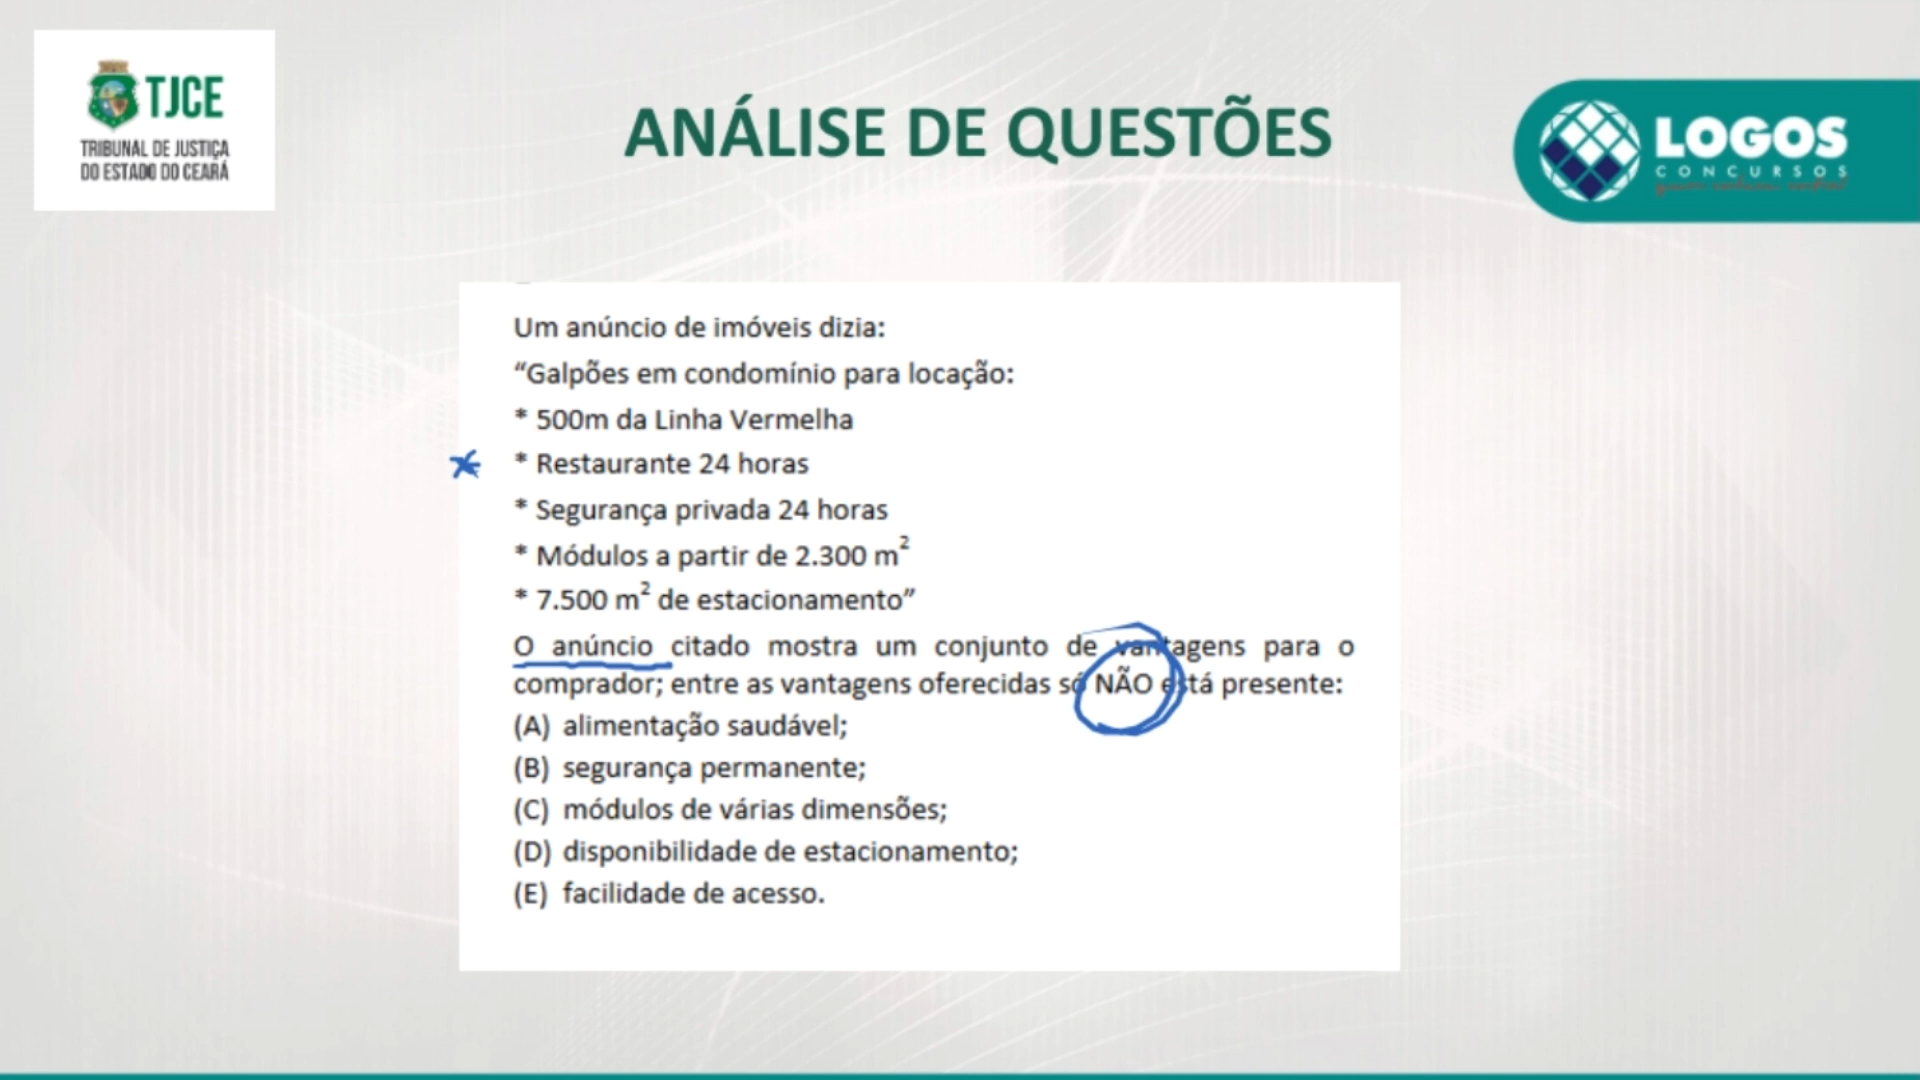 TJCE
TRIBUNAL DE JUSTIÇA
DO ESTADO DO CEARÁ
ANÁLISE DE QUESTÕES
LOGOS
CONCURSOS
Um anúncio de imóveis dizia:
“Galpões em condomínio para locação:
* 500m da Linha Vermelha
* Restaurante 24 horas
* Segurança privada 24 horas
* Módulos a partir de 2.300 m²
* 7.500 m² de estacionamento”
O anúncio citado mostra um conjunto de vantagens para o
comprador; entre as vantagens oferecidas só NÃO está presente:
(A) alimentação saudável;
(B) segurança permanente;
(C) módulos de várias dimensões;
(D) disponibilidade de estacionamento;
(E) facilidade de acesso.